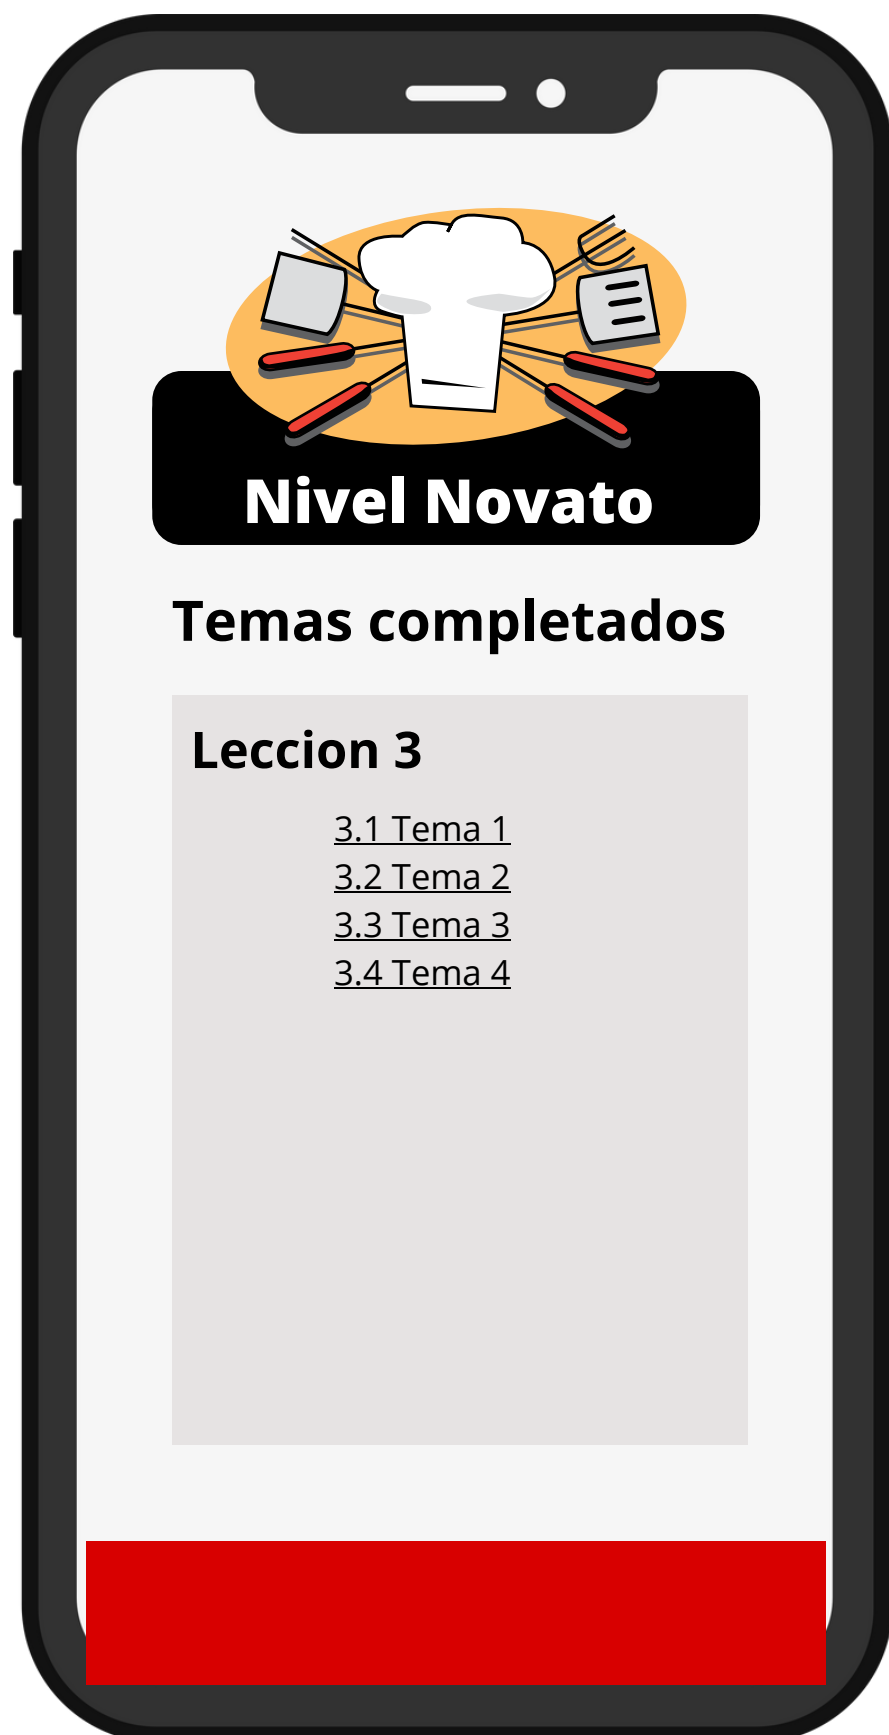 Nivel Novato
Temas completados
Leccion 3
3.1 Tema 1
3.2 Tema 2
3.3 Tema 3
3.4 Tema 4